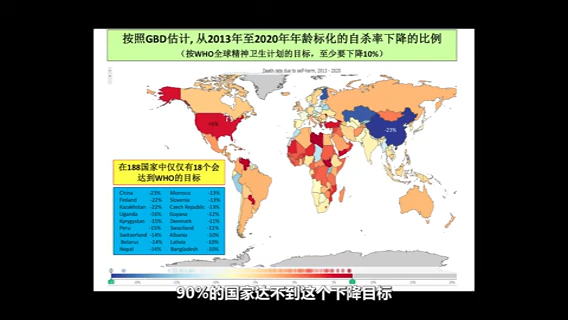 按照GBD估计, 从2013年至2020年年龄标化的自杀率下降的比例
(按WHO全球精神卫生计划的目标，至少要下降10%)
Death rate due to self-harm, 2013 - 2020
-23%
在188国家中仅仅有18个会
达到WHO的目标
China -23% Morroco -13%
Finland -22% Slovenia -13%
Kazakhstan -22% Czech Republic -13%
Uganda -16% Guyana -12%
Kyrgyzstan -15% Denmark -11%
Peru -15% Swaziland -11%
Switzerland -14% Albania -10%
Belarus -14% Latvia -10%
Nepal -14% Bangladesh -10%
90%的国家达不到这个下降目标